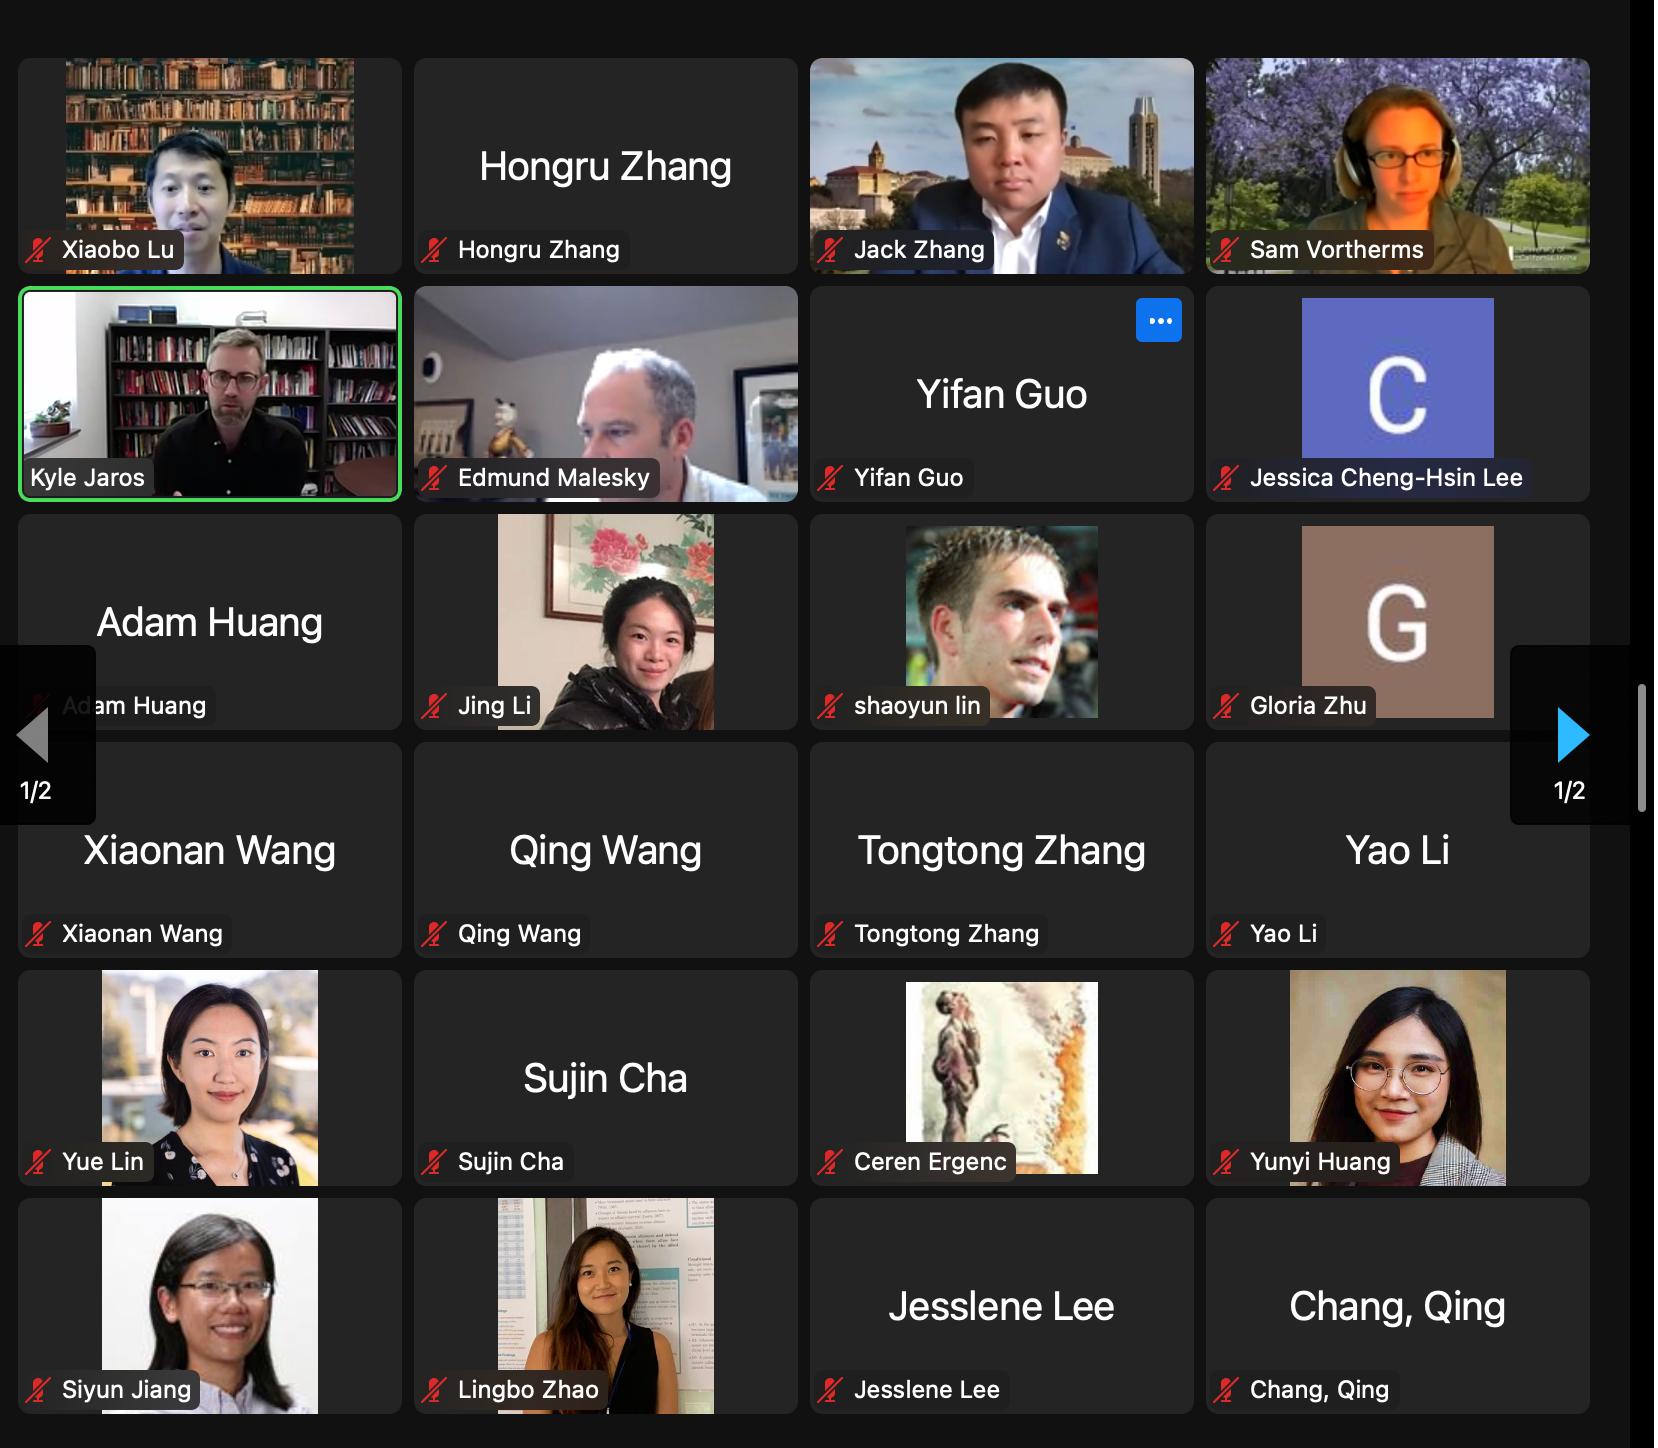 Xiaobo Lu
Hongru Zhang
Hongru Zhang
Jack Zhang
Sam Vortherms
Kyle Jaros
Edmund Malesky
Yifan Guo
Yifan Guo
C
Jessica Cheng-Hsin Lee
Adam Huang
Adam Huang
Jing Li
shaoyun lin
G
Gloria Zhu
1/2
1/2
Xiaonan Wang
Xiaonan Wang
Qing Wang
Qing Wang
Tongtong Zhang
Tongtong Zhang
Yao Li
Yao Li
Yue Lin
Sujin Cha
Sujin Cha
Ceren Ergenc
Yunyi Huang
Siyun Jiang
Lingbo Zhao
Jesslene Lee
Jesslene Lee
Chang, Qing
Chang, Qing